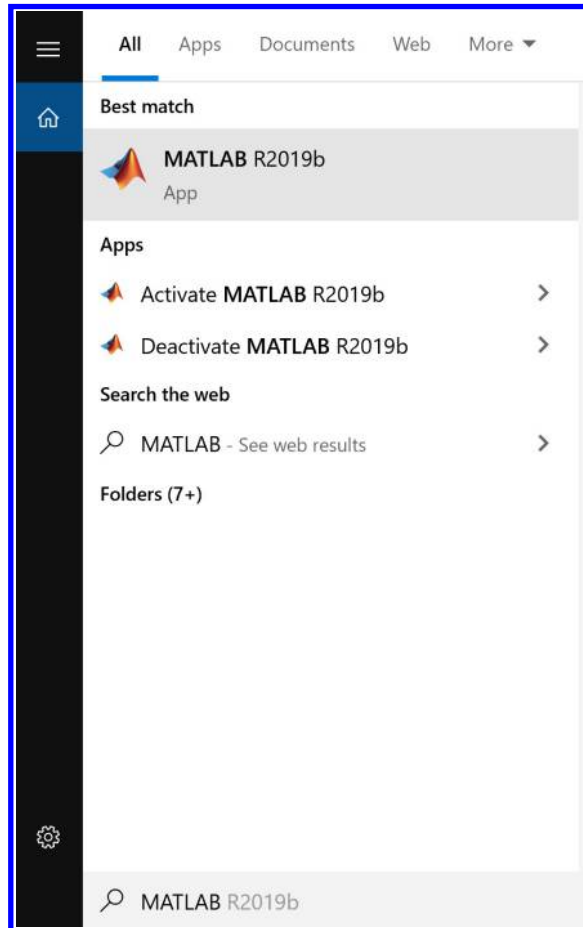 All Apps Documents Web More
Best match
MATLAB R2019b
App
Apps
Activate MATLAB R2019b
Deactivate MATLAB R2019b
Search the web
MATLAB - See web results
Folders (7+)
MATLAB R2019b